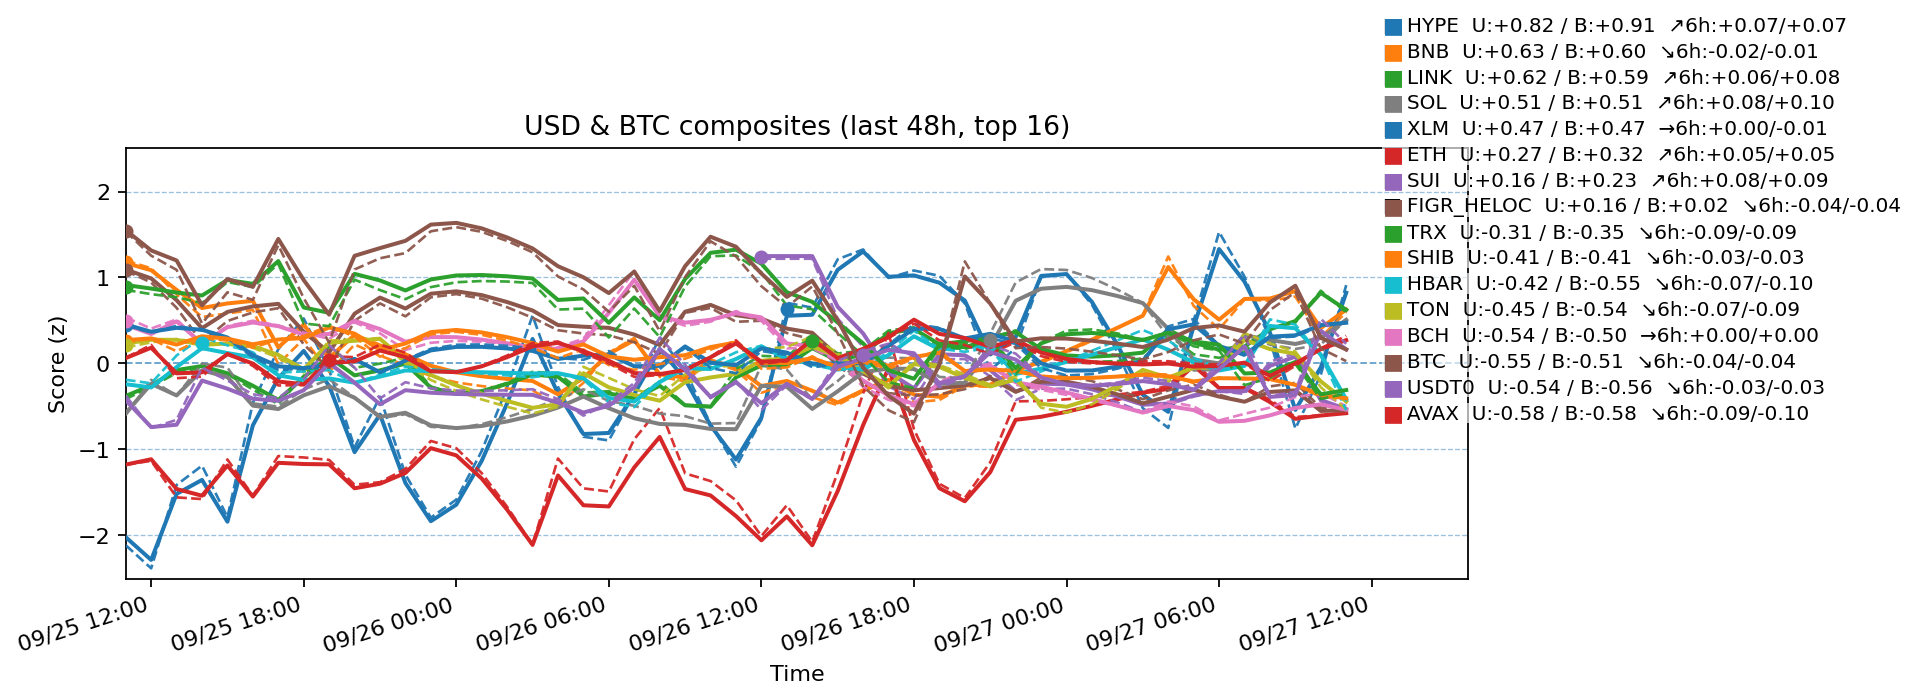 HYPE U:+0.82 / B:+0.91 ↗6h:+0.07/+0.07
BNB U:+0.63 / B:+0.60 ↘6h:-0.02/-0.01
LINK U:+0.62 / B:+0.59 ↗6h:+0.06/+0.08
SOL U:+0.51 / B:+0.51 ↗6h:+0.08/+0.10
XLM U:+0.47 / B:+0.47 →6h:+0.00/-0.01
ETH U:+0.27 / B:+0.32 ↗6h:+0.05/+0.05
SUI U:+0.16 / B:+0.23 ↗6h:+0.08/+0.09
FIGR_HELOC U:+0.16 / B:+0.02 ↘6h:-0.04/-0.04
TRX U:-0.31 / B:-0.35 ↘6h:-0.09/-0.09
SHIB U:-0.41 / B:-0.41 ↘6h:-0.03/-0.03
HBAR U:-0.42 / B:-0.55 ↘6h:-0.07/-0.10
TON U:-0.45 / B:-0.54 ↘6h:-0.07/-0.09
BCH U:-0.54 / B:-0.50 →6h:+0.00/+0.00
BTC U:-0.55 / B:-0.51 ↘6h:-0.04/-0.04
USDT0 U:-0.54 / B:-0.56 ↘6h:-0.03/-0.03
AVAX U:-0.58 / B:-0.58 ↘6h:-0.09/-0.10
USD & BTC composites (last 48h, top 16)
Score (z)
2
1
0
−1
−2
09/25 12:00
09/25 18:00
09/26 00:00
09/26 06:00
09/26 12:00
09/26 18:00
09/27 00:00
09/27 06:00
09/27 12:00
Time